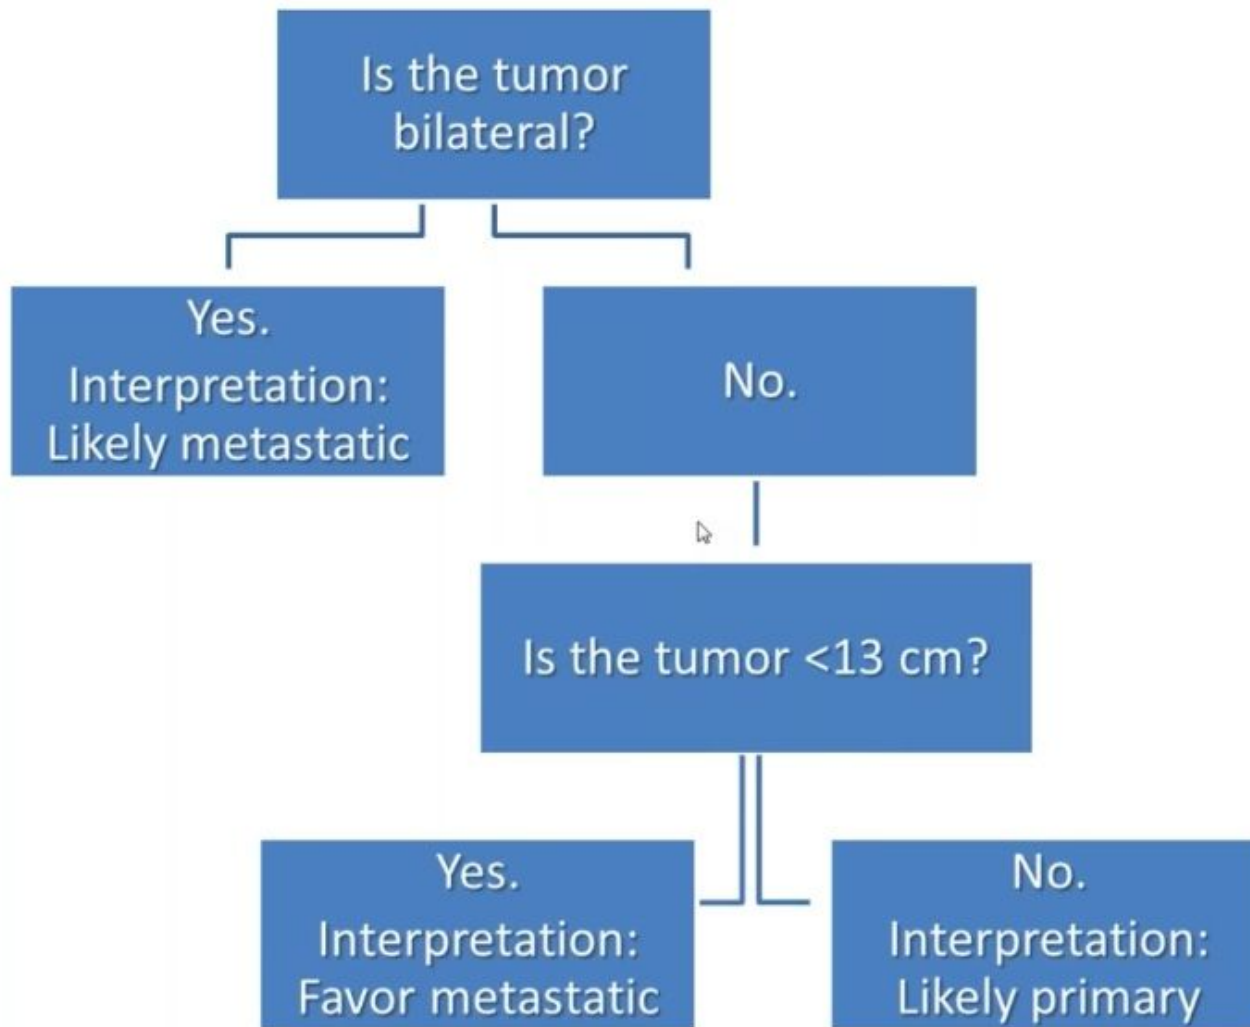 Is the tumor
bilateral?
Yes.
Interpretation:
Likely metastatic
No.
Is the tumor <13 cm?
Yes.
Interpretation:
Favor metastatic
No.
Interpretation:
Likely primary